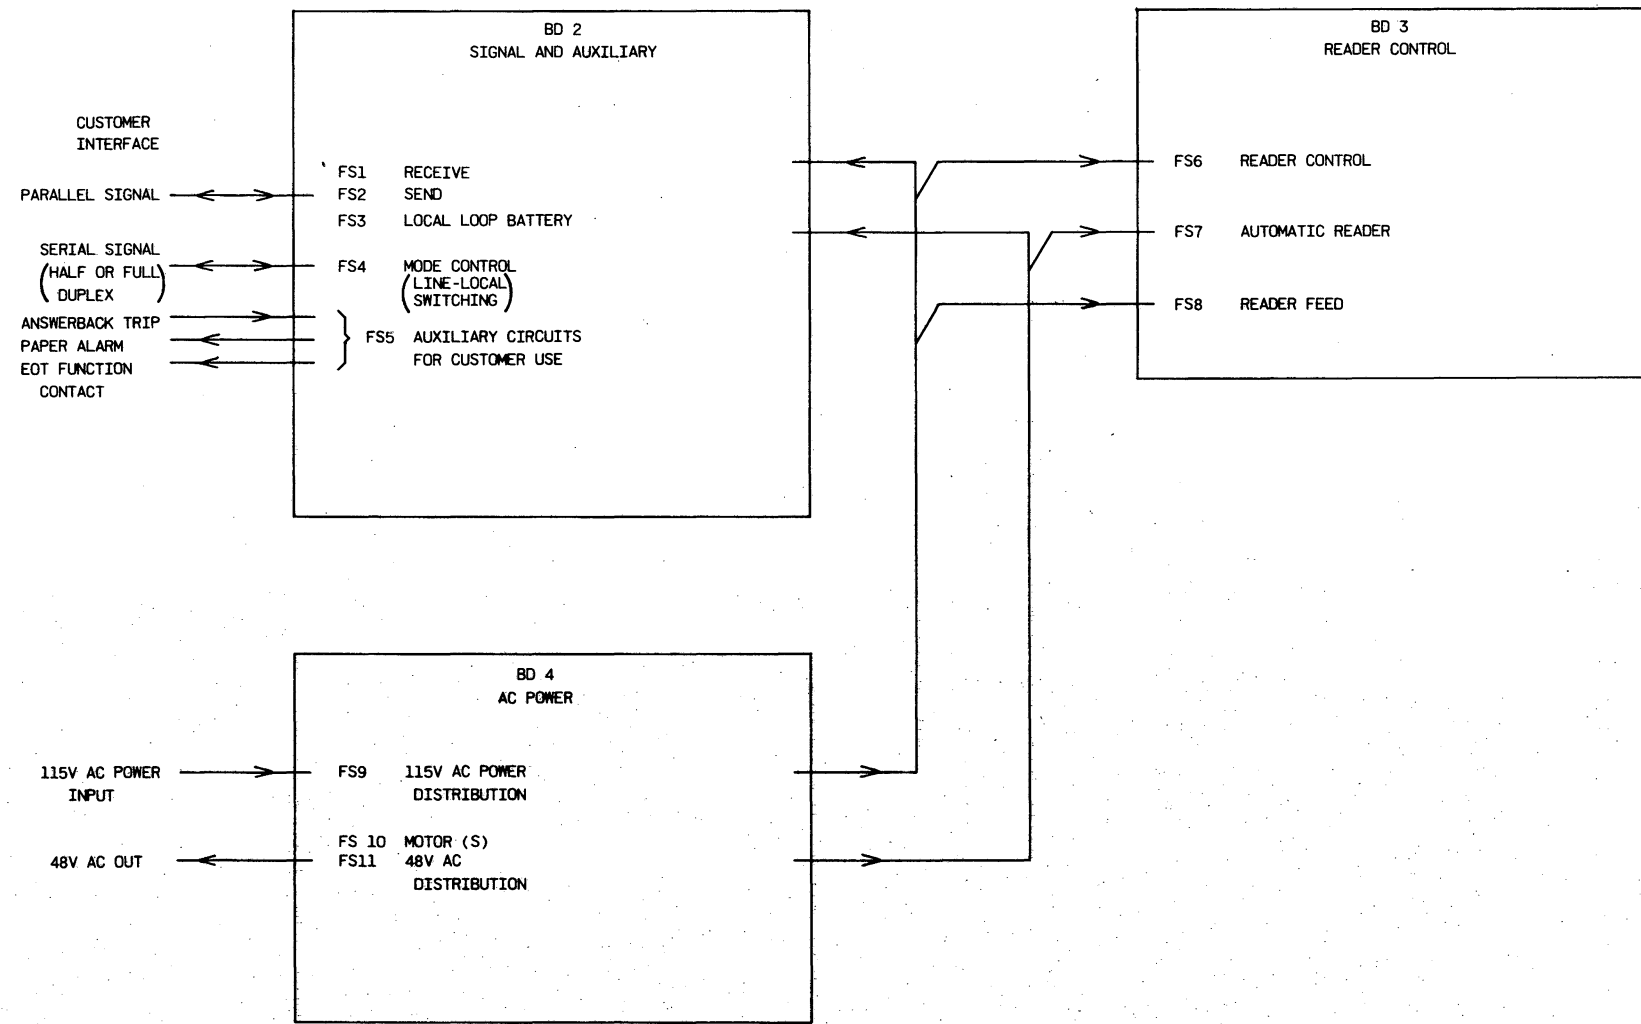 BD 2
SIGNAL AND AUXILIARY
BD 3
READER CONTROL
CUSTOMER
INTERFACE
PARALLEL SIGNAL
SERIAL SIGNAL
(HALF OR FULL)
DUPLEX
ANSWERBACK TRIP
PAPER ALARM
EOT FUNCTION
CONTACT
FS1 RECEIVE
FS2 SEND
FS3 LOCAL LOOP BATTERY
FS4 MODE CONTROL
(LINE-LOCAL)
SWITCHING
FS5 AUXILIARY CIRCUITS
FOR CUSTOMER USE
FS6 READER CONTROL
FS7 AUTOMATIC READER
FS8 READER FEED
BD 4
AC POWER
115V AC POWER
INPUT
48V AC OUT
FS9 115V AC POWER
DISTRIBUTION
FS 10 MOTOR (S)
FS11 48V AC
DISTRIBUTION